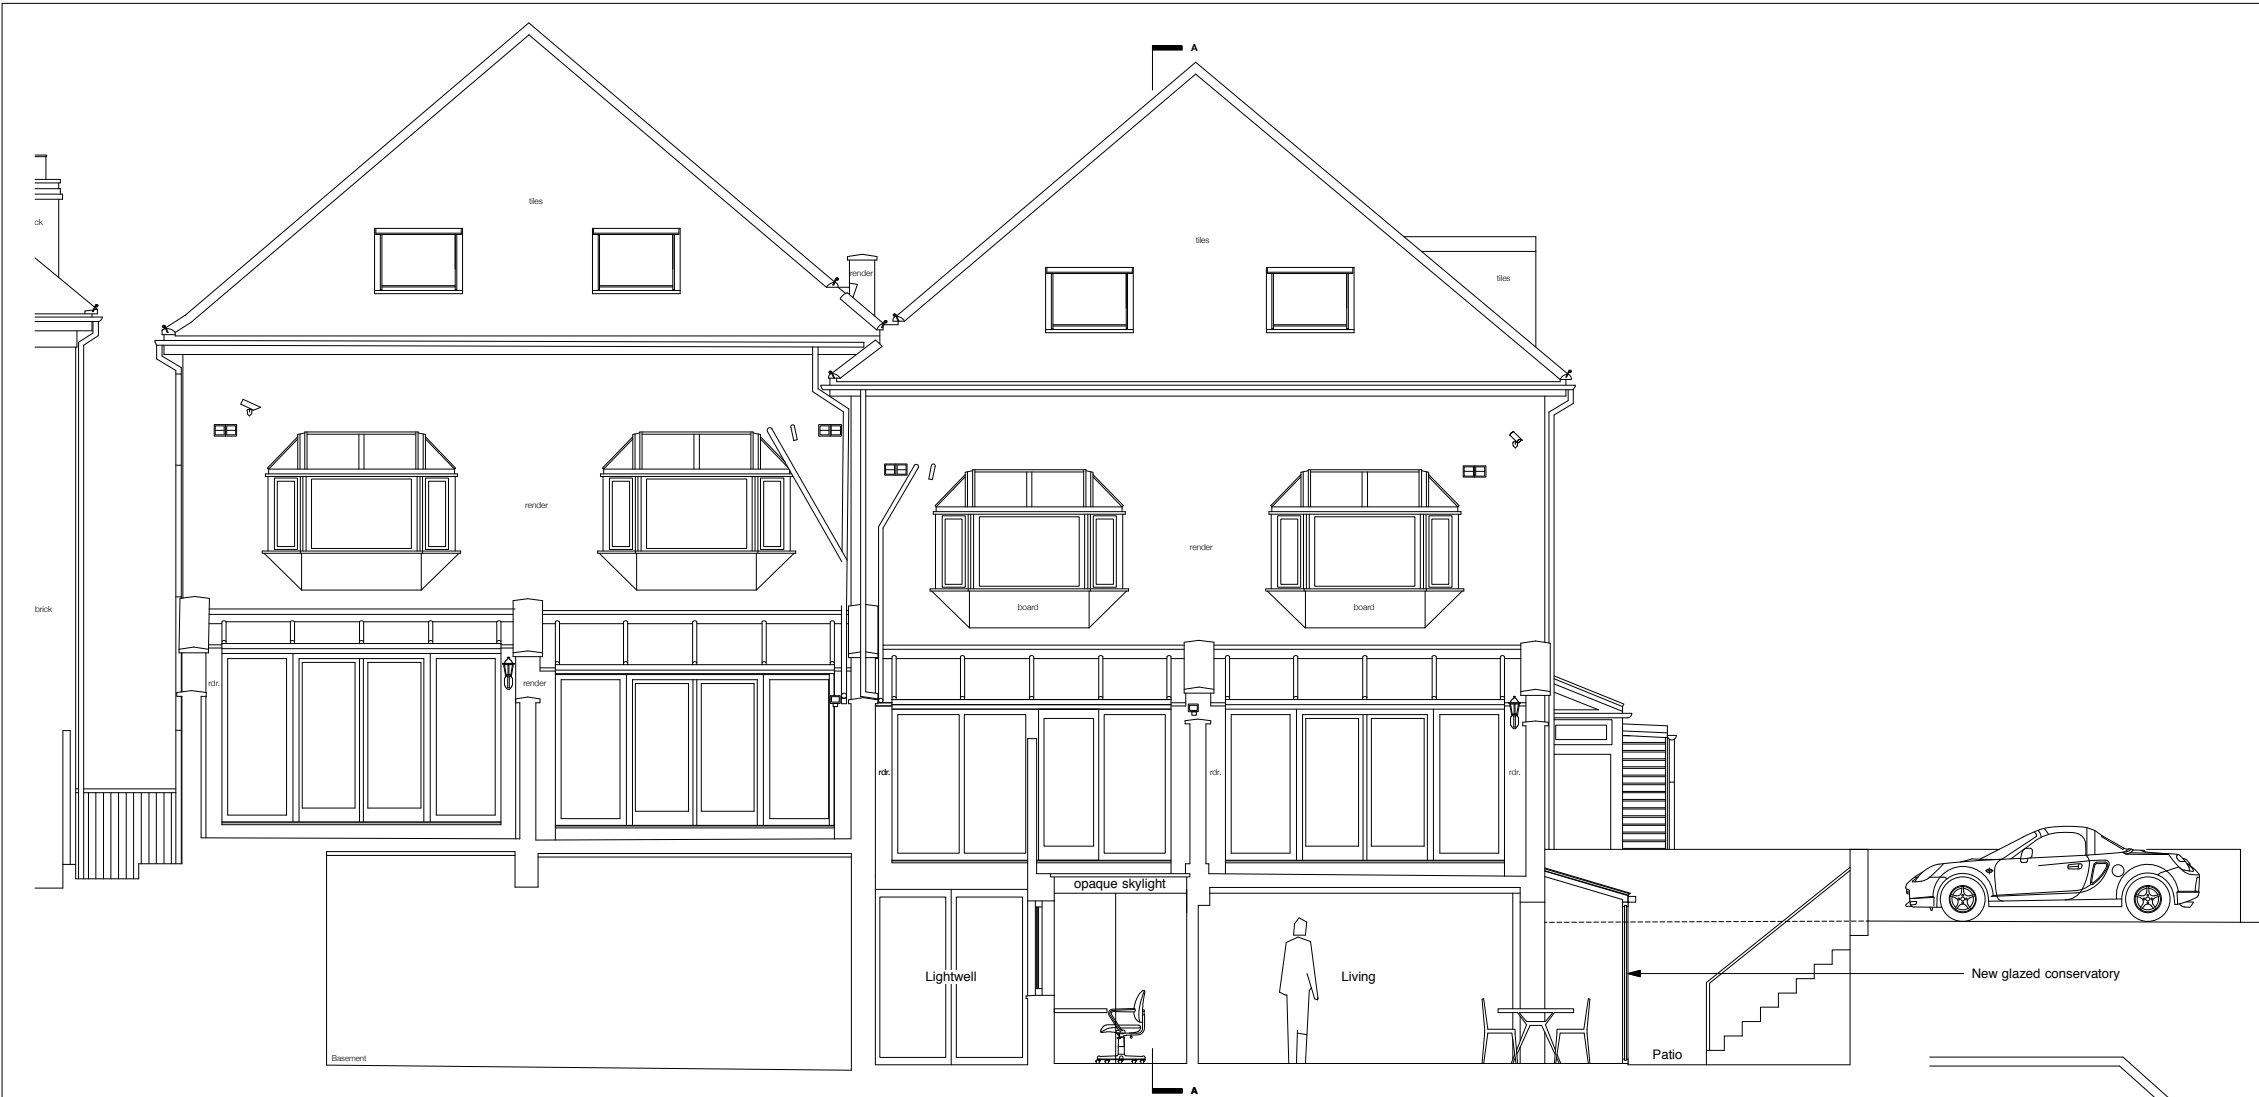 A
tiles
ck
tiles
render
tiles
render
render
board
board
brick
rdr.
render
rdr.
rdr.
rdr.
opaque skylight
Lightwell
Living
New glazed conservatory
Patio
Basement
A